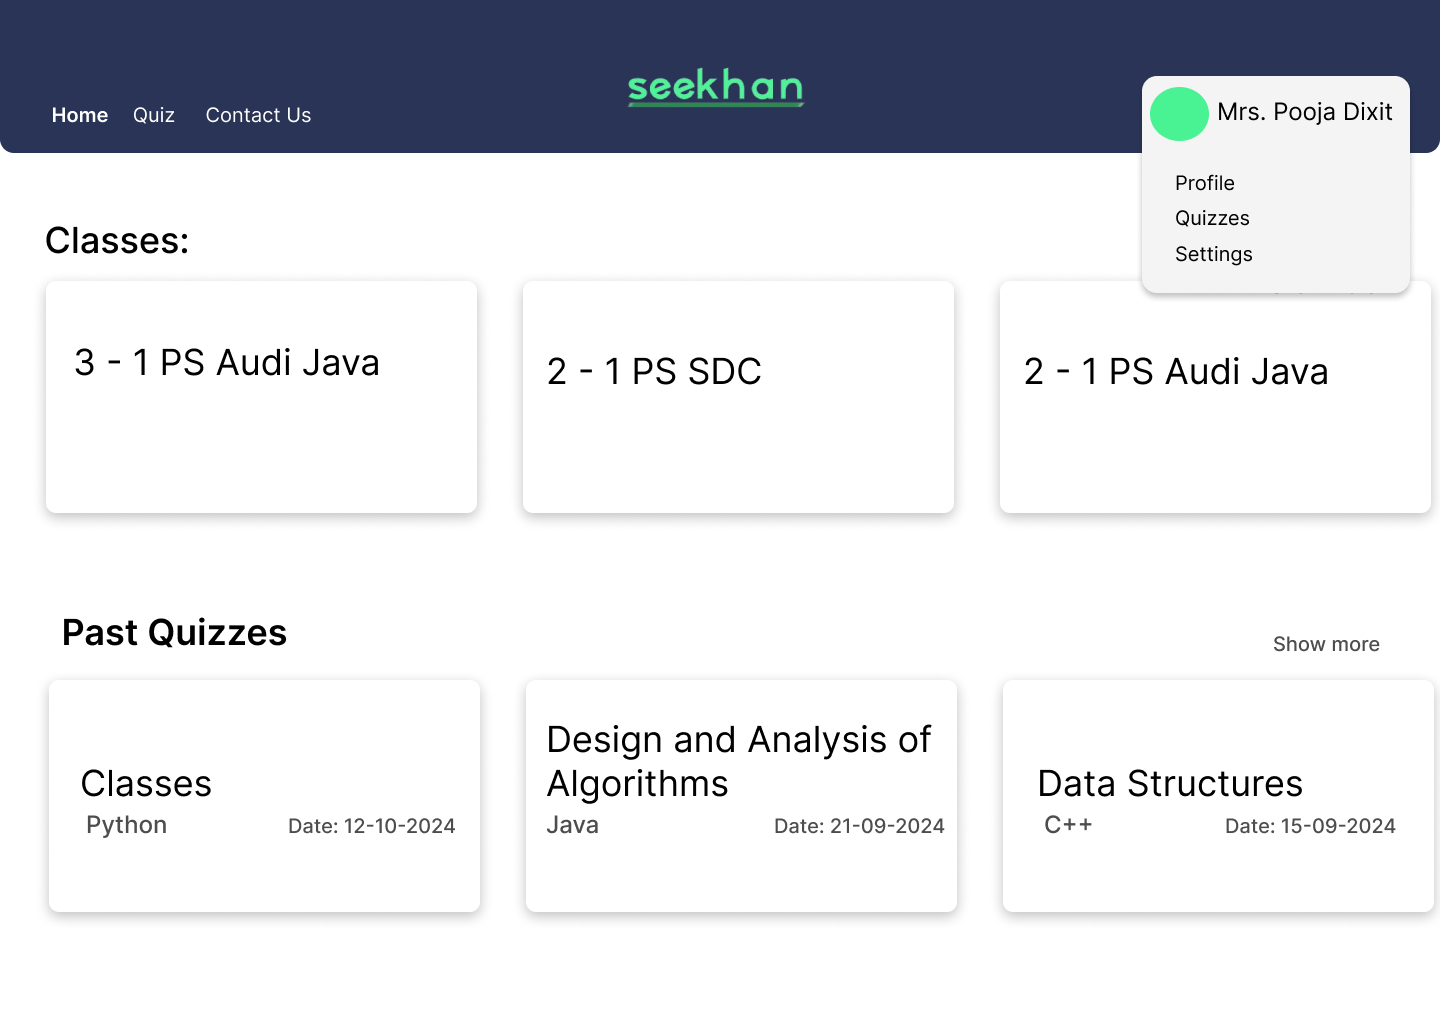 seekhan
Home Quiz Contact Us
Mrs. Pooja Dixit
Profile
Quizzes
Settings
Classes:
3 - 1 PS Audi Java
2 - 1 PS SDC
2 - 1 PS Audi Java
Past Quizzes
Show more
Classes
Python
Date: 12-10-2024
Design and Analysis of
Algorithms
Java
Date: 21-09-2024
Data Structures
C++
Date: 15-09-2024